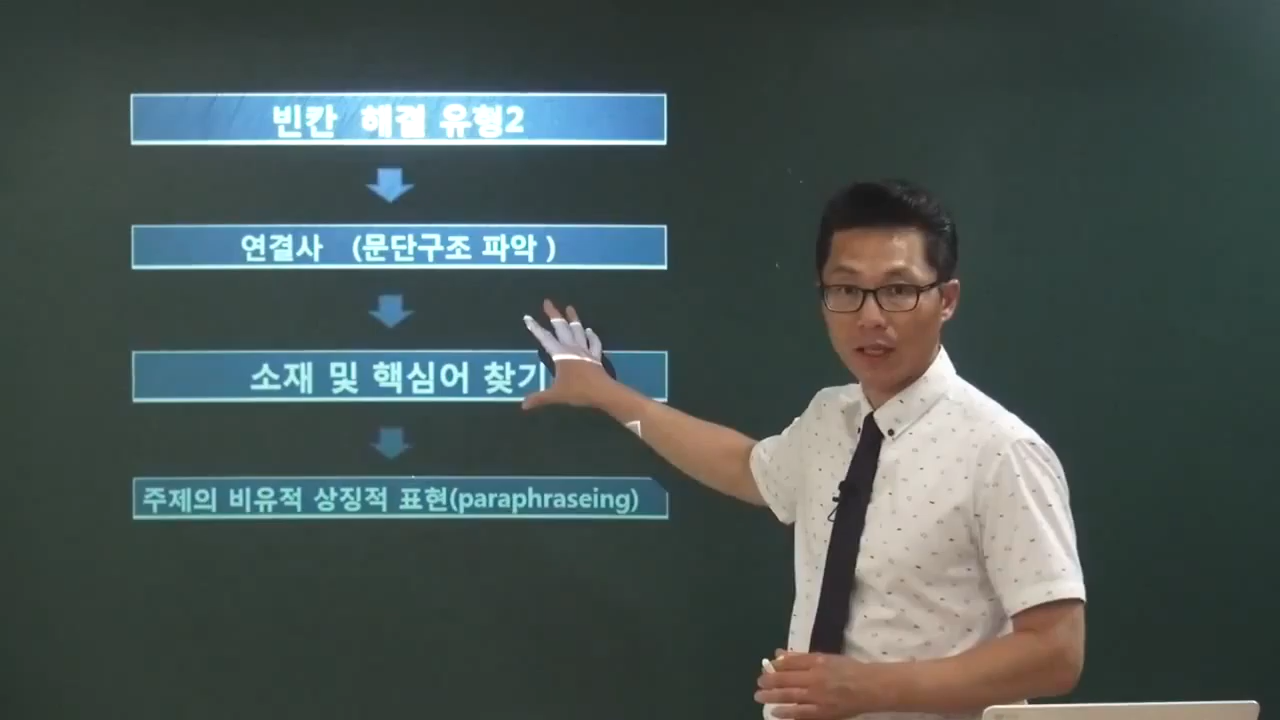 빈칸 해결 유형2
연결사 (문단구조 파악 )
소재 및 핵심어 찾기
주제의 비유적 상징적 표현(paraphraseing)